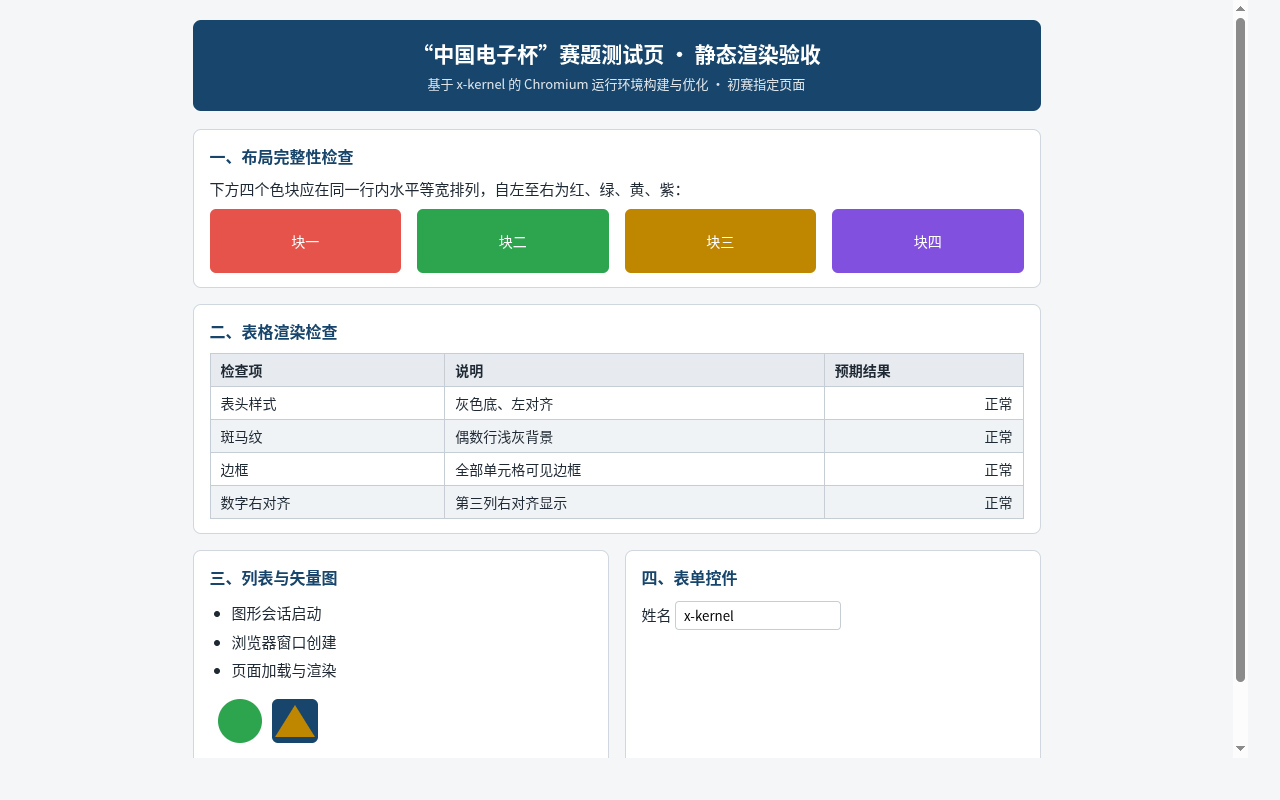 “中国电子杯”赛题测试页 · 静态渲染验收
基于 x-kernel 的 Chromium 运行环境构建与优化 · 初赛指定页面
一、布局完整性检查
下方四个色块应在同一行内水平等宽排列，自左至右为红、绿、黄、紫：
块一 块二 块三 块四
二、表格渲染检查
检查项 说明 预期结果
表头样式 灰色底、左对齐 正常
斑马纹 偶数行浅灰背景 正常
边框 全部单元格可见边框 正常
数字右对齐 第三列右对齐显示 正常
三、列表与矢量图
• 图形会话启动
• 浏览器窗口创建
• 页面加载与渲染
四、表单控件
姓名 x-kernel